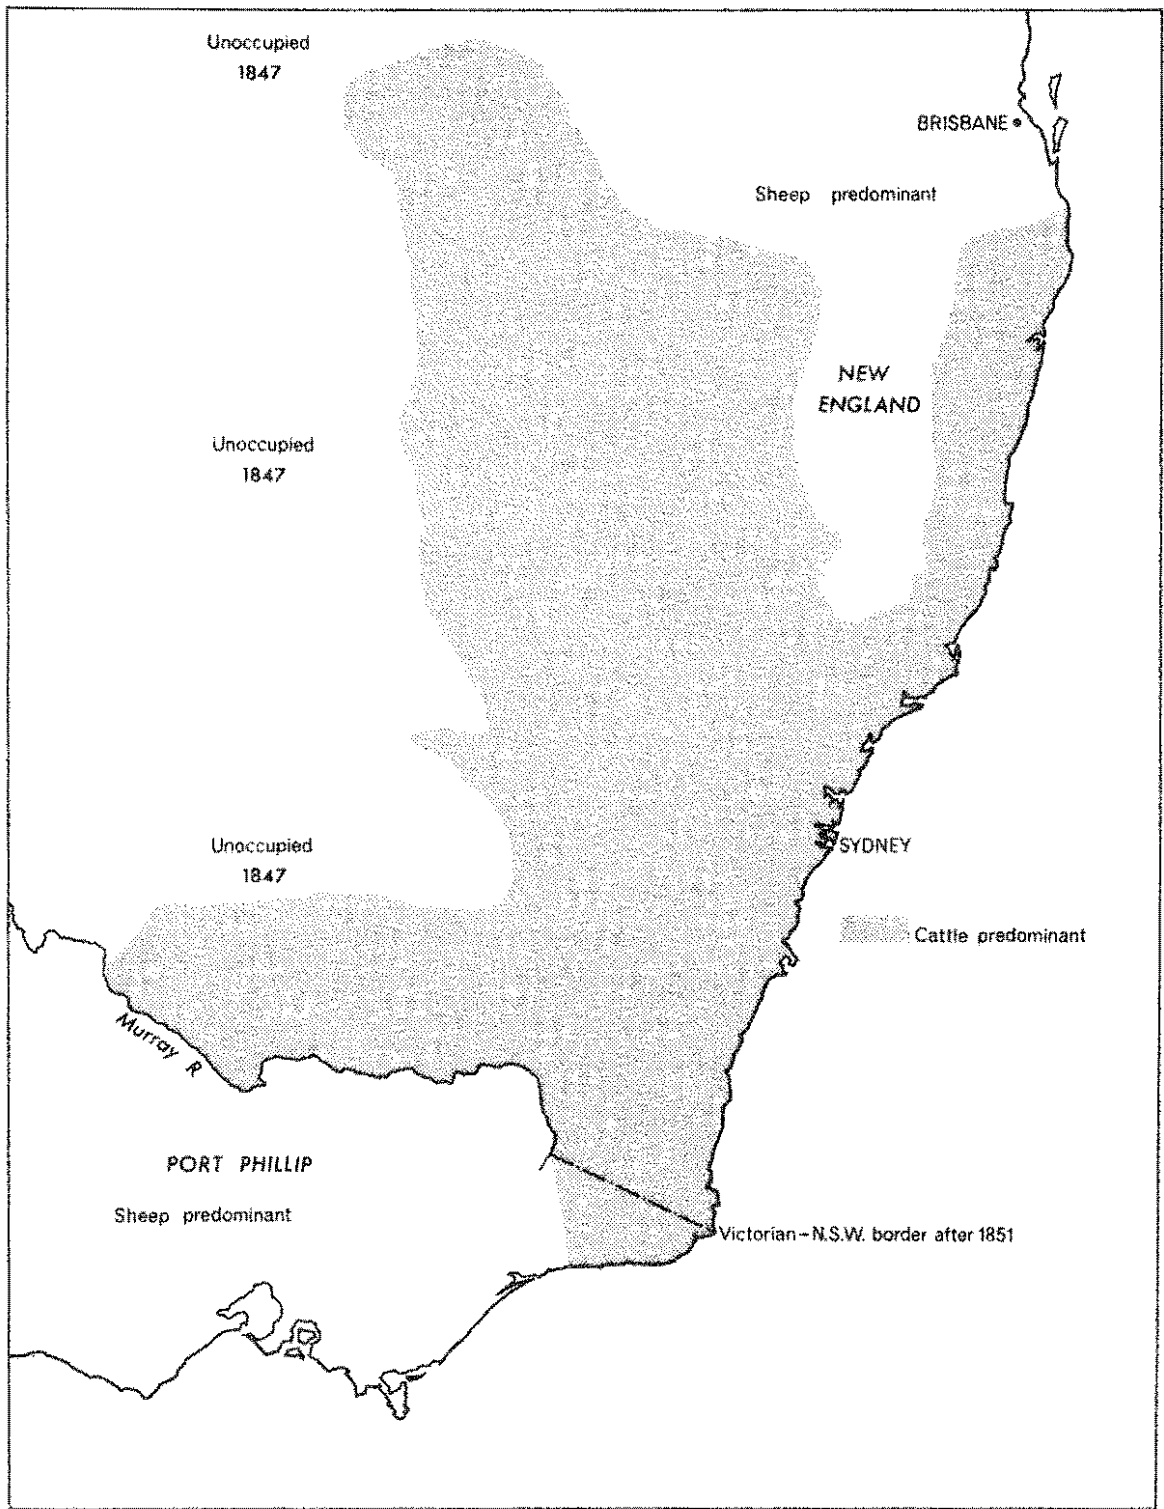 Unoccupied
1847
BRISBANE
Sheep predominant
NEW
ENGLAND
Unoccupied
1847
Unoccupied
1847
SYDNEY
Cattle predominant
Murray R
PORT PHILLIP
Sheep predominant
Victorian-N.S.W. border after 1851